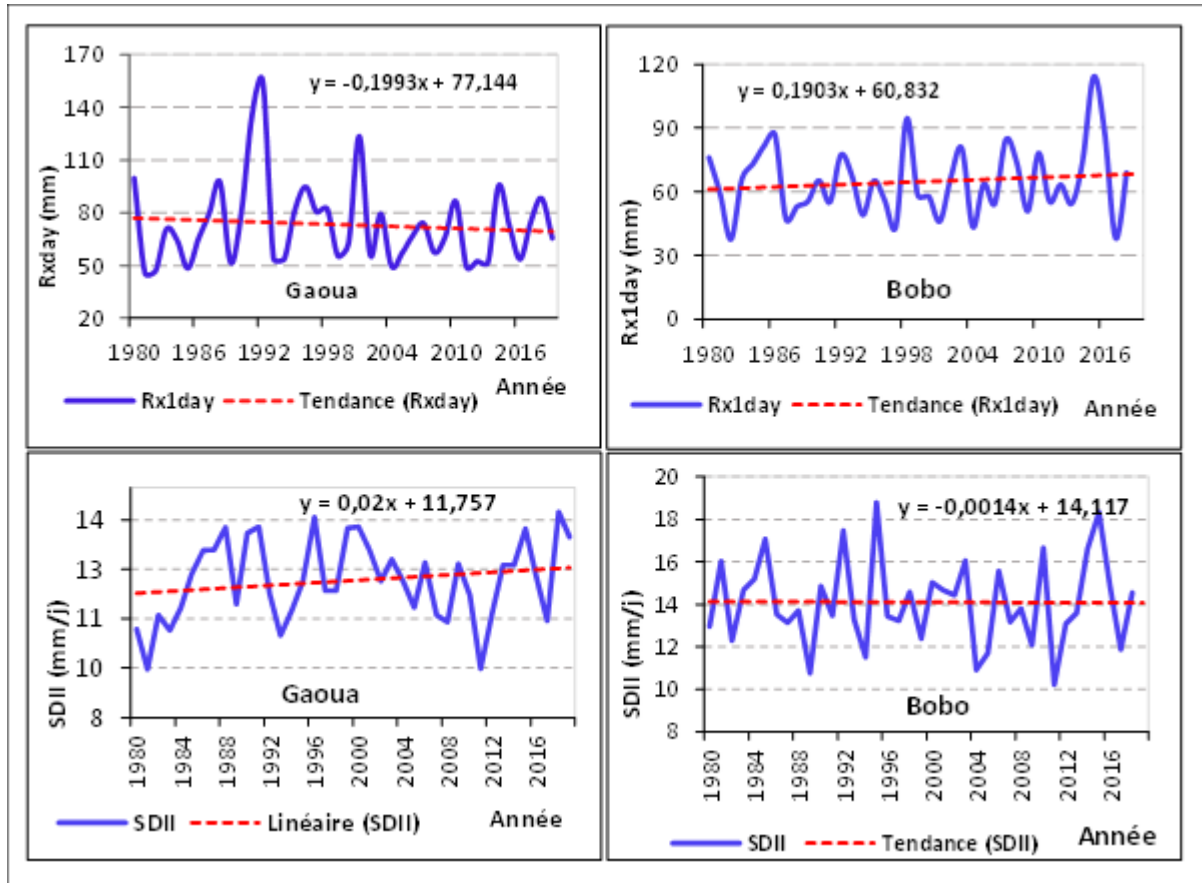 170
140
110
80
50
20
Rxday (mm)
y = -0,1993x + 77,144
Gaoua
1980 1986 1992 1998 2004 2010 2016
Année
Rx1day Tendance (Rxday)
120
90
60
30
0
Rx1day (mm)
y = 0,1903x + 60,832
Bobo
1980 1986 1992 1998 2004 2010 2016
Rx1day Tendance (Rx1day) Année
14
13
11
10
8
SDII (mm/j)
y = 0,02x + 11,757
Gaoua
1980 1984 1988 1992 1996 2000 2004 2008 2012 2016
SDII Linéaire (SDII) Année
20
18
16
14
12
10
8
SDII (mm/j)
y = -0,0014x + 14,117
Bobo
1980 1984 1988 1992 1996 2000 2004 2008 2012 2016
Année
SDII Tendance (SDII)